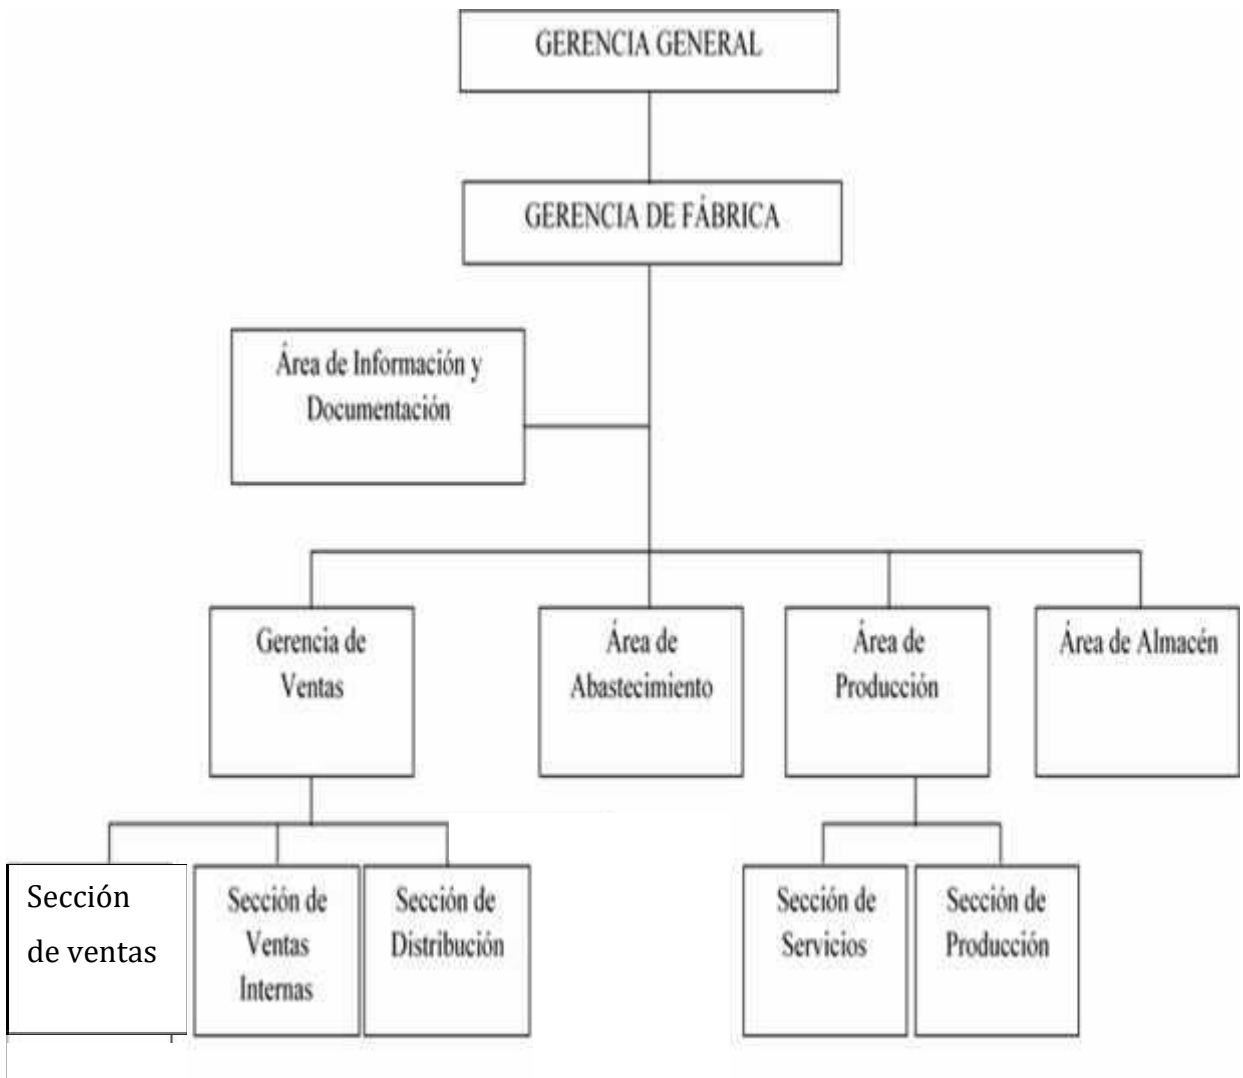 GERENCIA GENERAL
GERENCIA DE FÁBRICA
Área de Información y
Documentación
Gerencia de
Ventas
Área de
Abastecimiento
Área de
Producción
Área de Almacén
Sección
de ventas
Sección de
Ventas
Internas
Sección de
Distribución
Sección de
Servicios
Sección de
Producción